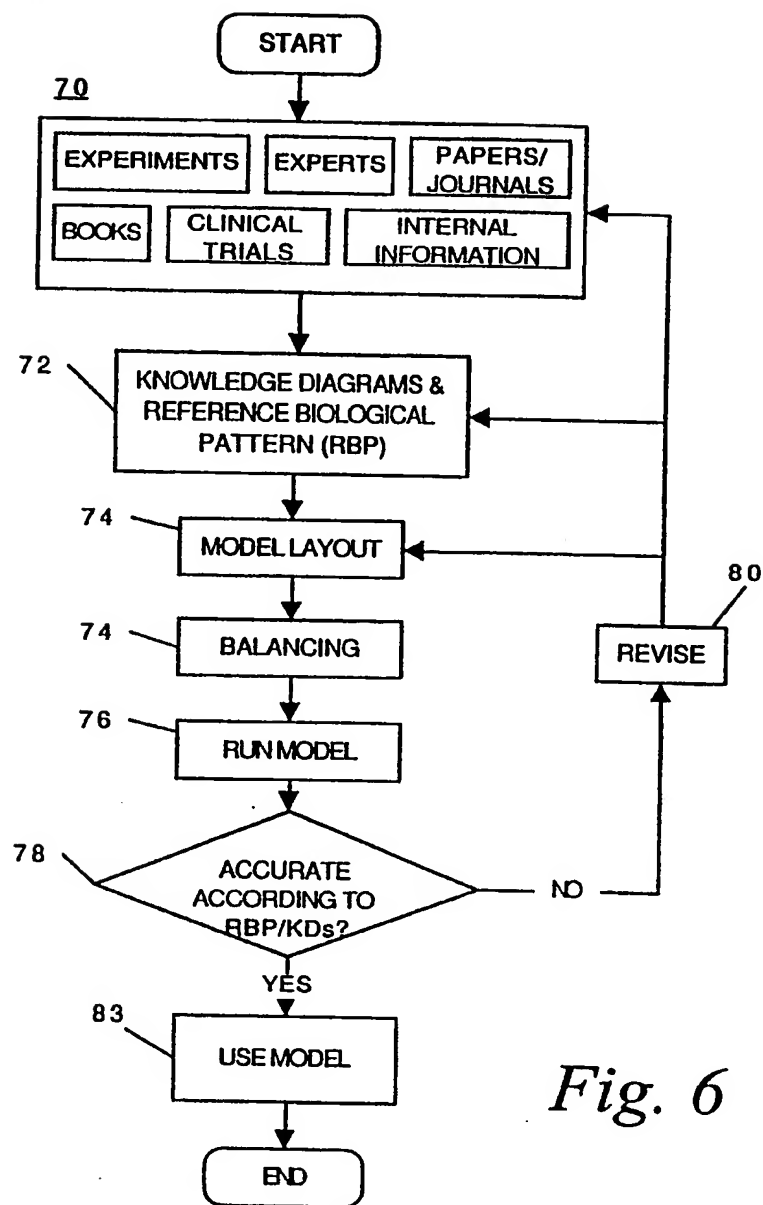 START
70
EXPERIMENTS
EXPERTS
PAPERS/
JOURNALS
BOOKS
CLINICAL
TRIALS
INTERNAL
INFORMATION
72
KNOWLEDGE DIAGRAMS &
REFERENCE BIOLOGICAL
PATTERN (RBP)
74
MODEL LAYOUT
80
REVISE
74
BALANCING
76
RUN MODEL
78
ACCURATE
ACCORDING TO
RBP/KDs?
NO
YES
83
USE MODEL
Fig. 6
END